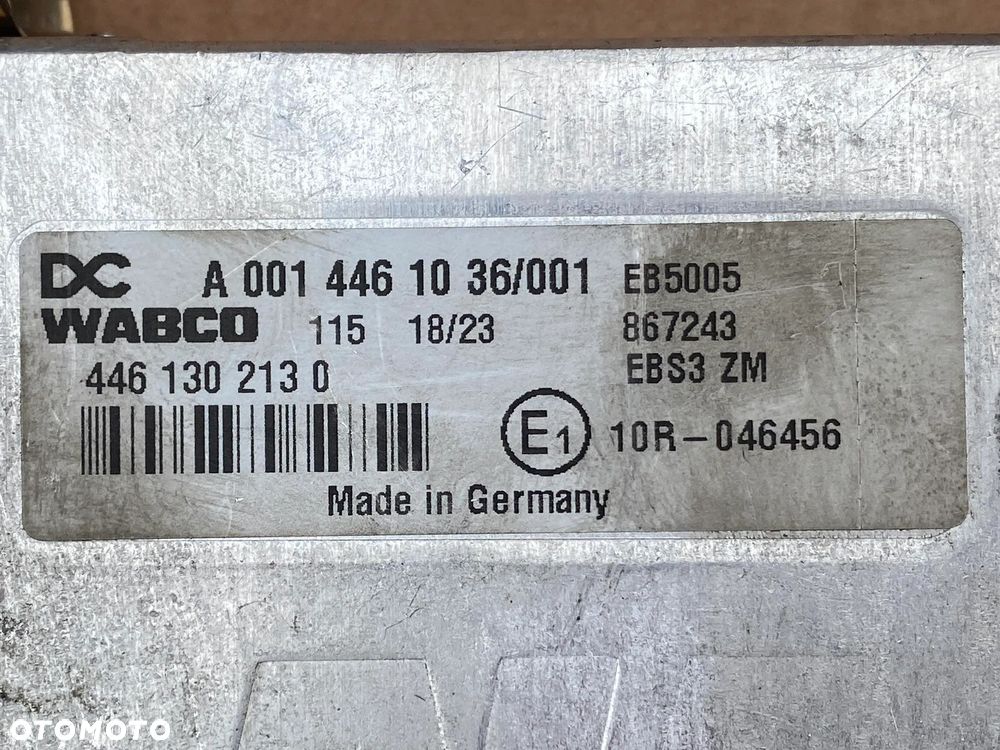 DC A 001 446 10 36/001 EB5005
WABCO 115 18/23 867243
446 130 213 0 EBS3 ZM
E1 10R-046456
Made in Germany
OTOMOTO